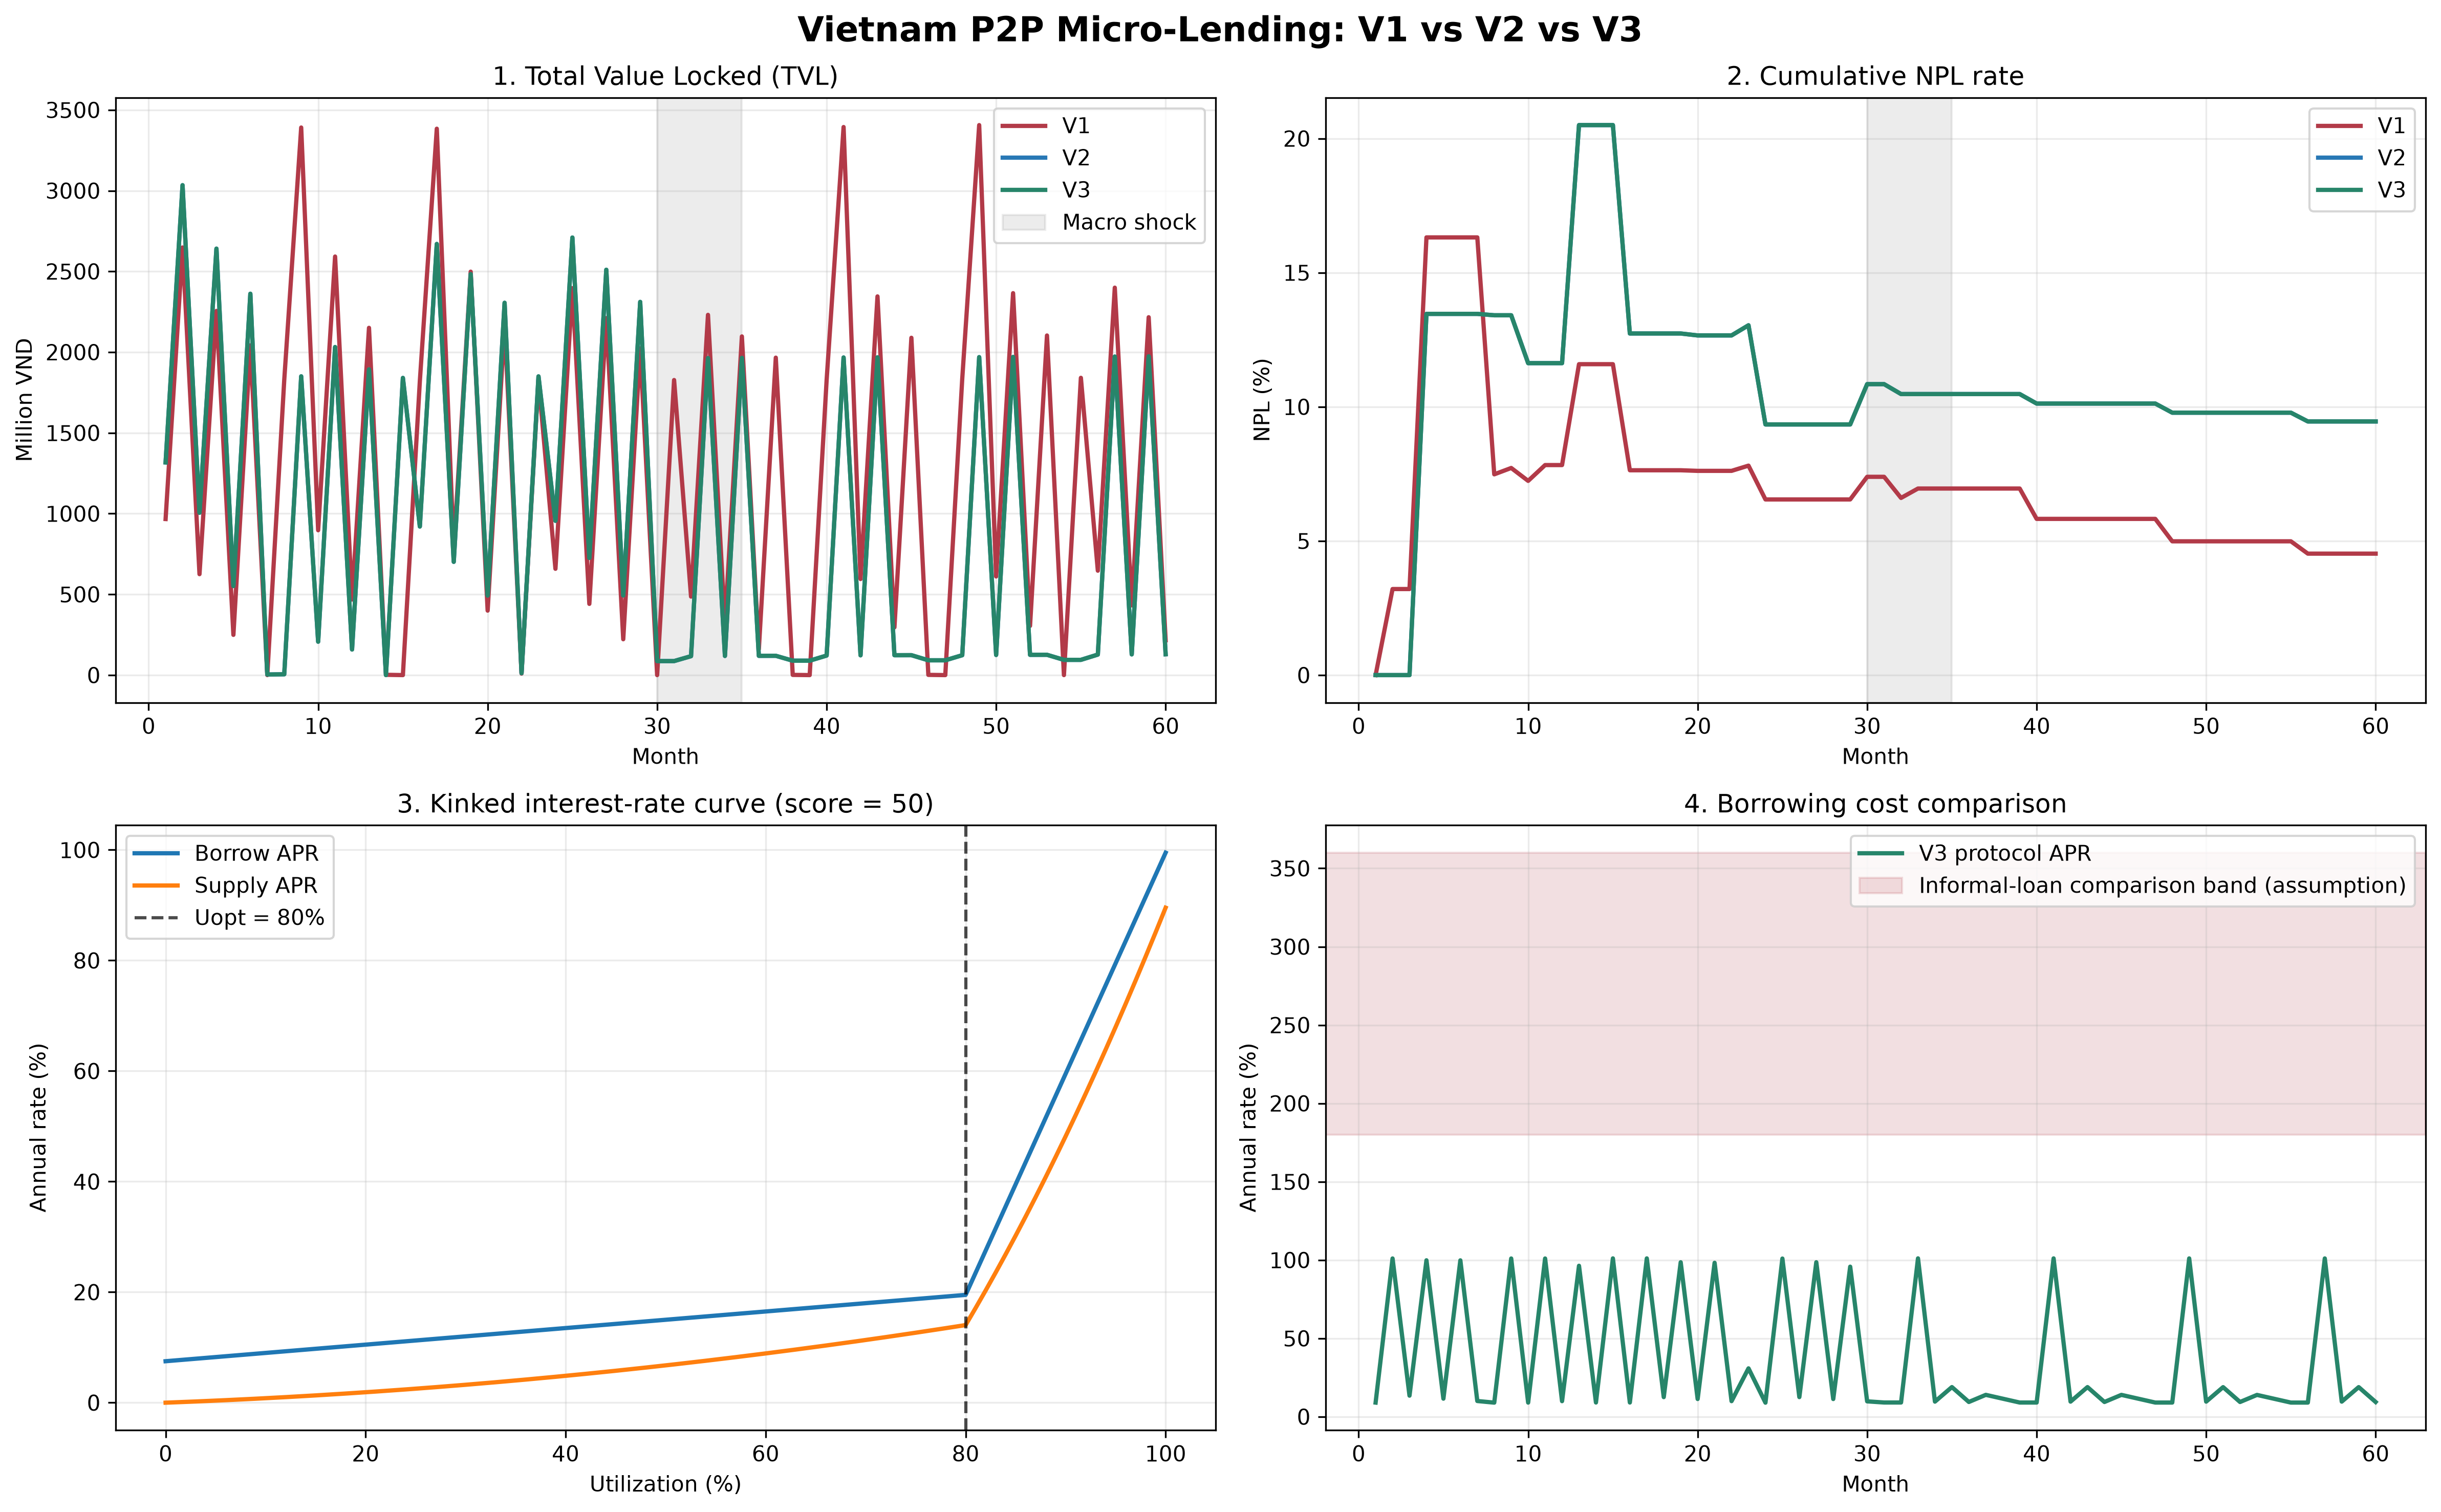 Vietnam P2P Micro-Lending: V1 vs V2 vs V3
1. Total Value Locked (TVL)
Million VND
3500
3000
2500
2000
1500
1000
500
0
0 10 20 30 40 50 60
Month
V1
V2
V3
Macro shock
2. Cumulative NPL rate
NPL (%)
20
15
10
5
0
0 10 20 30 40 50 60
Month
V1
V2
V3
3. Kinked interest-rate curve (score = 50)
Annual rate (%)
100
80
60
40
20
0
0 20 40 60 80 100
Utilization (%)
Borrow APR
Supply APR
Uopt = 80%
4. Borrowing cost comparison
Annual rate (%)
350
300
250
200
150
100
50
0
0 10 20 30 40 50 60
Month
V3 protocol APR
Informal-loan comparison band (assumption)